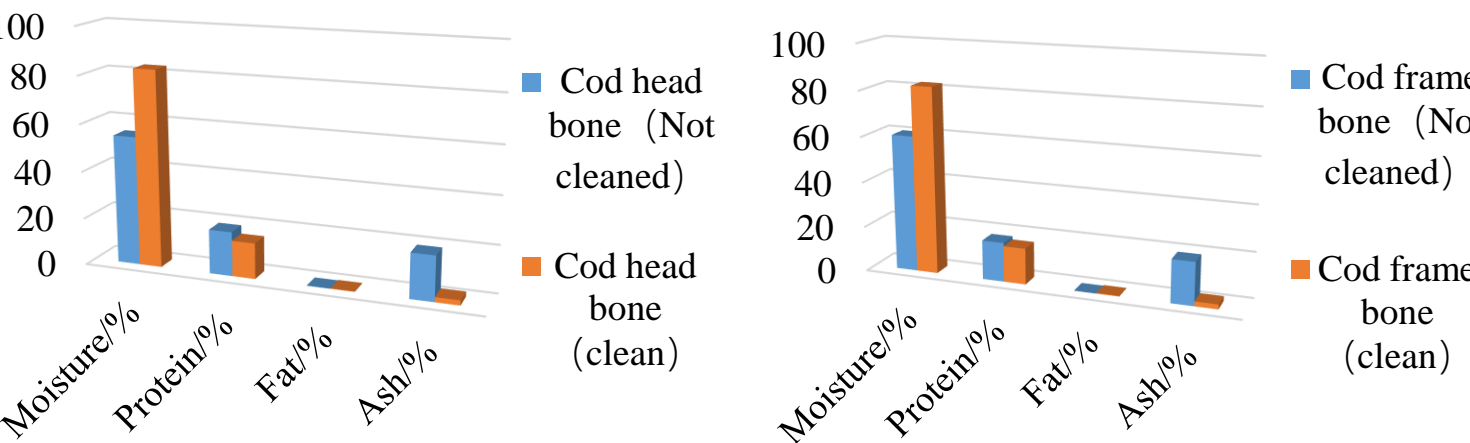 100
80
60
40
20
0
Moisture/%
Protein/%
Fat/%
Ash/%
Cod head
bone（Not
cleaned）
Cod head
bone
（clean）
100
80
60
40
20
0
Moisture/%
Protein/%
Fat/%
Ash/%
Cod frame
bone（No
cleaned）
Cod frame
bone
（clean）